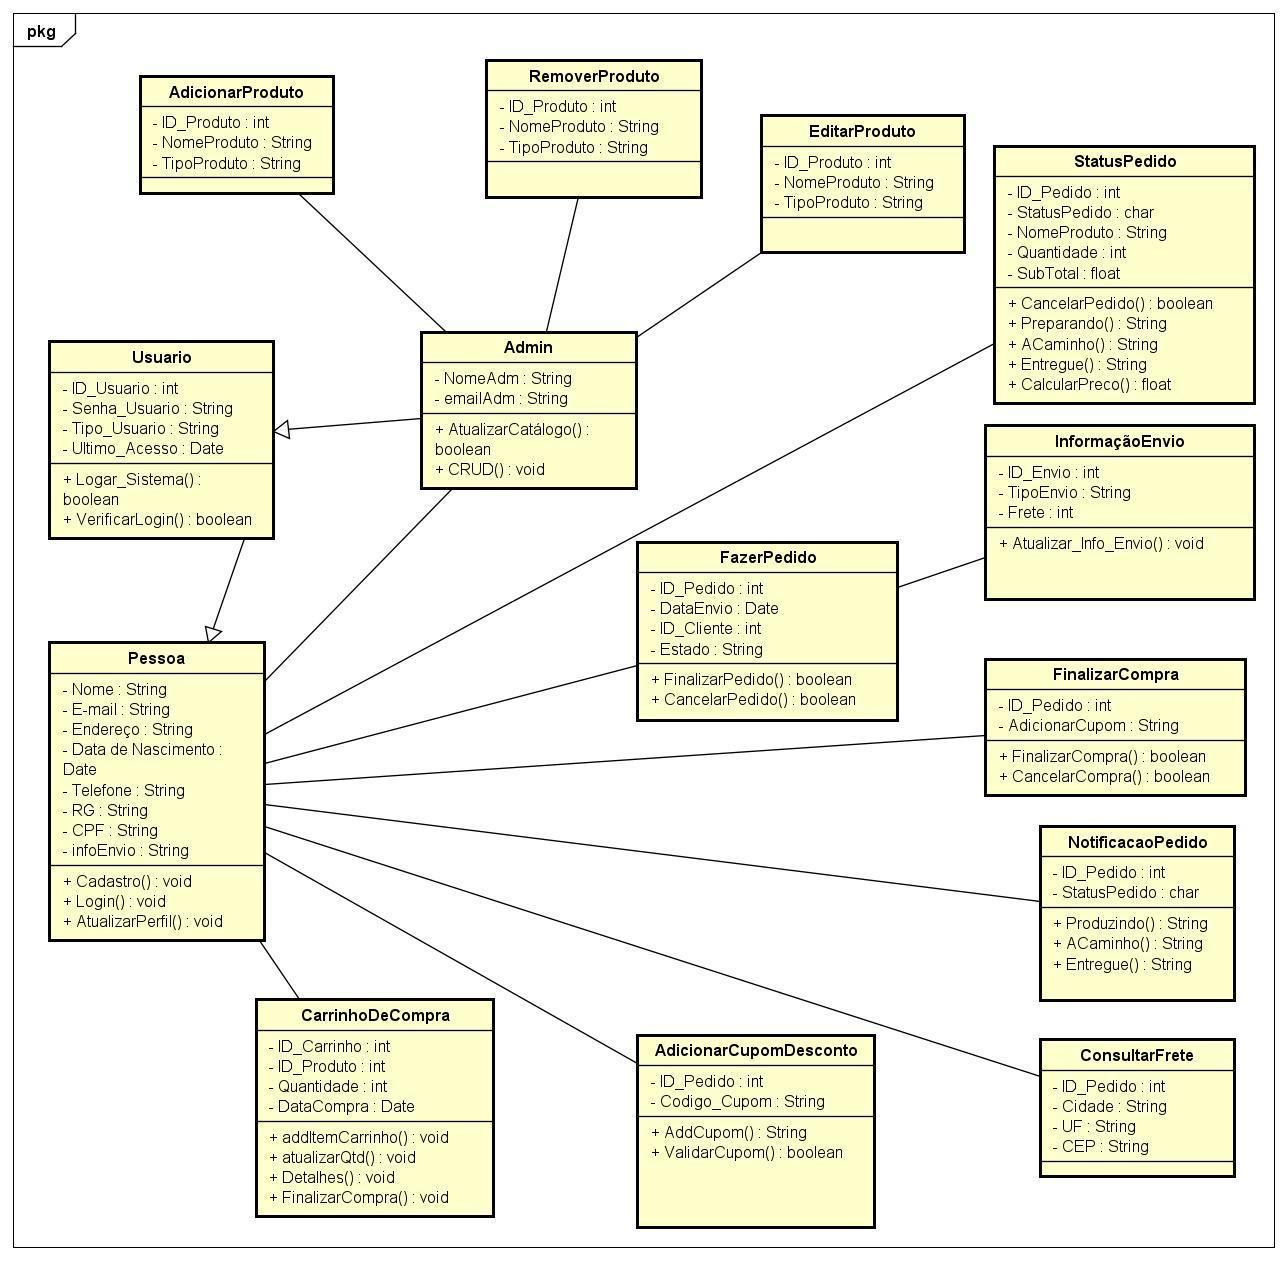 pkg
AdicionarProduto
- ID_Produto : int
- NomeProduto : String
- TipoProduto : String
RemoverProduto
- ID_Produto : int
- NomeProduto : String
- TipoProduto : String
EditarProduto
- ID_Produto : int
- NomeProduto : String
- TipoProduto : String
StatusPedido
- ID_Pedido : int
- StatusPedido : char
- NomeProduto : String
- Quantidade : int
- SubTotal : float
+ CancelarPedido() : boolean
+ Preparando() : String
+ ACaminho() : String
+ Entregue() : String
+ CalcularPreco() : float
Usuario
- ID_Usuario : int
- Senha_Usuario : String
- Tipo_Usuario : String
- Ultimo_Acesso : Date
+ Logar_Sistema() :
boolean
+ VerificarLogin() : boolean
Admin
- NomeAdm : String
- emailAdm : String
+ AtualizarCatálogo() :
boolean
+ CRUD() : void
InformaçãoEnvio
- ID_Envio : int
- TipoEnvio : String
- Frete : int
+ Atualizar_Info_Envio() : void
FazerPedido
- ID_Pedido : int
- DataEnvio : Date
- ID_Cliente : int
- Estado : String
+ FinalizarPedido() : boolean
+ CancelarPedido() : boolean
Pessoa
- Nome : String
- E-mail : String
- Endereço : String
- Data de Nascimento :
Date
- Telefone : String
- RG : String
- CPF : String
- infoEnvio : String
+ Cadastro() : void
+ Login() : void
+ AtualizarPerfil() : void
FinalizarCompra
- ID_Pedido : int
- AdicionarCupom : String
+ FinalizarCompra() : boolean
+ CancelarCompra() : boolean
NotificacaoPedido
- ID_Pedido : int
- StatusPedido : char
+ Produzindo() : String
+ ACaminho() : String
+ Entregue() : String
CarrinhoDeCompra
- ID_Carrinho : int
- ID_Produto : int
- Quantidade : int
- DataCompra : Date
+ addItemCarrinho() : void
+ atualizarQtd() : void
+ Detalhes() : void
+ FinalizarCompra() : void
AdicionarCupomDesconto
- ID_Pedido : int
- Codigo_Cupom : String
+ AddCupom() : String
+ ValidarCupom() : boolean
ConsultarFrete
- ID_Pedido : int
- Cidade : String
- UF : String
- CEP : String